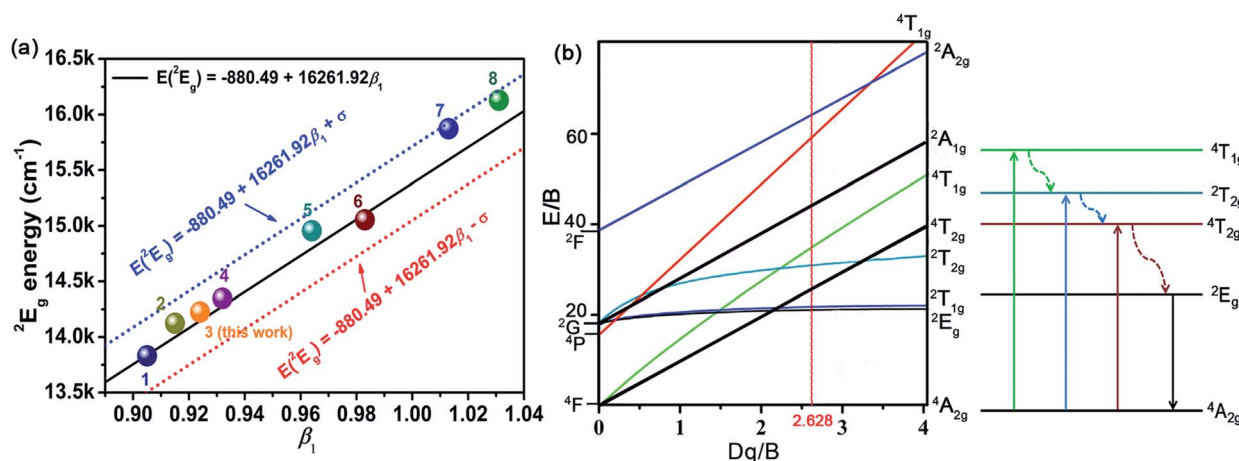 (a)
16.5k
16.0k
15.5k
15.0k
14.5k
14.0k
13.5k
²E_g energy (cm⁻¹)
E(²E_g) = -880.49 + 16261.92β₁
E(²E_g) = -880.49 + 16261.92β₁ + σ
E(²E_g) = -880.49 + 16261.92β₁ - σ
1
2
3 (this work)
4
5
6
7
8
0.90 0.92 0.94 0.96 0.98 1.00 1.02 1.04
β₁
(b)
E/B
60
40
20
²F
²G
⁴P
⁴F
⁴T₁g
²A₂g
²A₁g
⁴T₁g
⁴T₂g
²T₂g
²T₁g
²E_g
⁴A₂g
2.628
0 1 2 3 4
Dq/B
⁴T₁g
²T₂g
⁴T₂g
²E_g
⁴A₂g